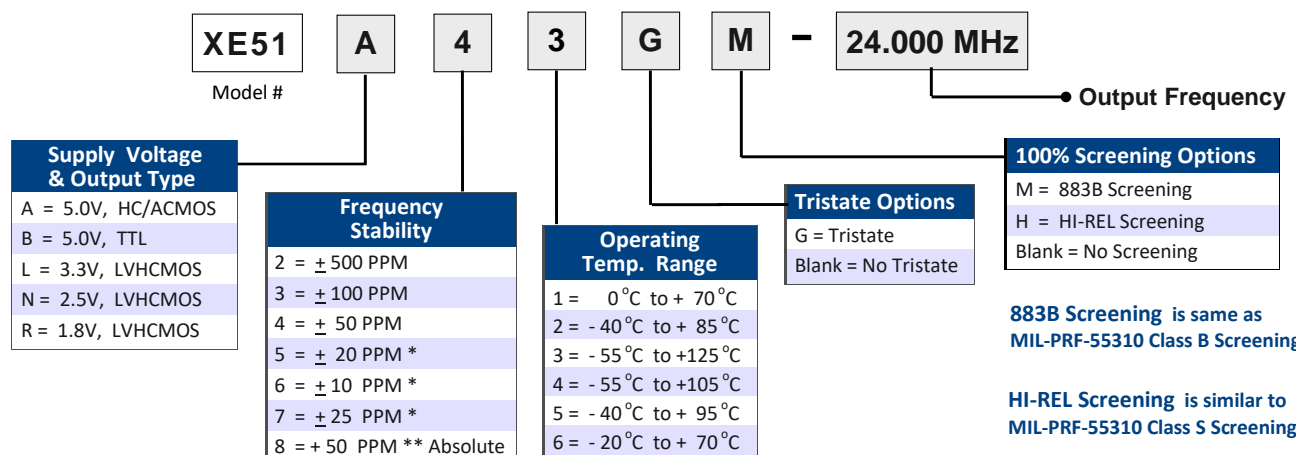 XE51 A 4 3 G M – 24.000 MHz
Model #
Output Frequency
Supply Voltage
& Output Type
A = 5.0V, HC/ACMOS
B = 5.0V, TTL
L = 3.3V, LVHCMOS
N = 2.5V, LVHCMOS
R = 1.8V, LVHCMOS
Frequency
Stability
2 = ± 500 PPM
3 = ± 100 PPM
4 = ± 50 PPM
5 = ± 20 PPM *
6 = ± 10 PPM *
7 = ± 25 PPM *
8 = + 50 PPM ** Absolute
Operating
Temp. Range
1 = 0°C to + 70°C
2 = - 40°C to + 85°C
3 = - 55°C to +125°C
4 = - 55°C to +105°C
5 = - 40°C to + 95°C
6 = - 20°C to + 70°C
Tristate Options
G = Tristate
Blank = No Tristate
100% Screening Options
M = 883B Screening
H = HI-REL Screening
Blank = No Screening
883B Screening is same as
MIL-PRF-55310 Class B Screening
HI-REL Screening is similar to
MIL-PRF-55310 Class S Screening